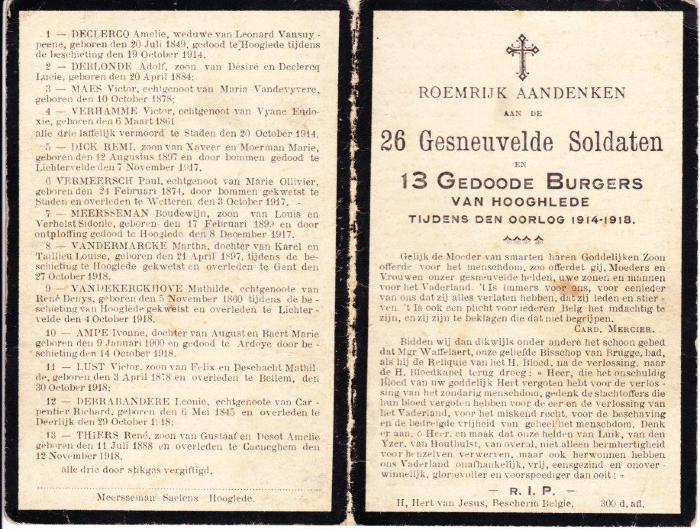 1 — DECLERCQ Amelie, weduwe van Leonard Vansuy-
peene, geboren den 20 Juli 1849, gedood te Hooglede tijdens
de beschieting den 19 October 1914.
2 — DEBLONDE Adolf, zoon van Désiré en Declercq
Lucie, geboren den 20 April 1884;
3 — MAES Victor, echtgenoot van Maria Vandevyvere,
geboren den 10 October 1878;
4 — VERHAMME Victor, echtgenoot van Vyane Eudo-
xie, geboren den 6 Maart 1861
alle drie laffelijk vermoord te Staden den 20 October 1914.
5 — DICK REMI, zoon van Xaveer en Moerman Marie,
geboren den 12 Augustus 1897 en door bommen gedood te
Lichtervelde den 7 November 1917.
6 VERMEERSCH Paul, echtgenoot van Marie Ollivier,
geboren den 24 Februari 1874, door bommen gekwetst te
Staden en overleden te Wetteren den 3 October 1917.
7 — MEERSSEMAN Boudewijn, zoon van Louis en
Verhelst Sidonie, geboren den 17 Februari 1899 en door
ontploffing gedood te Hooglede den 8 December 1917.
8 — VANDERMARCKE Martha, dochter van Karel en
Taillieu Louise, geboren den 21 April 1897, tijdens de be-
schieting te Hooglede gekwetst en overleden te Gent den
27 October 1918.
9 — VANDEKERCKHOVE Mathilde, echtgenoote van
René Denys, geboren den 5 November 1860 tijdens de be-
schieting van Hooglede gekwetst en overleden te Lichter-
velde den 4 October 1918.
10 — AMPE Ivonne, dochter van August en Baert Marie
geboren den 9 Januari 1900 en gedood te Ardoye door be-
schieting den 14 October 1918.
11 — LUST Victor, zoon van Felix en Deschacht Mathil-
de, geboren den 3 April 1878 en overleden te Bellem, den
30 October 1918;
12 — DEBRABANDERE Leonie, echtgenoote van Car-
pentier Richard, geboren den 6 Mei 1845 en overleden te
Deerlijk den 29 October 1918;
13 — THIERS René, zoon van Gustaaf en Desot Amelie
geboren den 11 Juli 1888 en overleden te Caeneghem den
12 November 1918.
alle drie door stikgas vergiftigd.
Meersseman-Saelens Hooglede.
ROEMRIJK AANDENKEN
AAN DE
26 Gesneuvelde Soldaten
EN
13 GEDOODE BURGERS
VAN HOOGHLEDE
TIJDENS DEN OORLOG 1914-1918.
Gelijk de Moeder van smarten haren Goddelijken Zoon
offerde voor het menschdom, zoo offerdet gij, Moeders en
Vrouwen onzer gesneuvelde helden, uwe zonen en mannen
voor het Vaderland. 't Is immers voor ons, voor eenieder
van ons dat zij alles verlaten hebben, dat zij leden en stier-
ven. 't Is ook een plicht voor iederen Belg het indachtig te
zijn, en zij zijn te beklagen die dat niet begrijpen.
CARD. MERCIER.
Bidden wij dan dikwijls onder andere het schoon gebed
dat Mgr Waffelaert, onze geliefde Bisschop van Brugge, bad,
als hij de Reliquie van het H. Bloed, na de verlossing, naar
de H. Bloedkapel terug droeg: « Heer, die het onschuldig
Bloed van uw goddelijk Hert vergoten hebt voor de verlos-
sing van het zondarig menschdom, gedenk de slachtoffers die
hun bloed vergoten hebben voor de eer en de verlossing van
het Vaderland, voor het miskend recht, voor de beschaving
en de bedreigde vrijheid van geheel het menschdom. Denk
er aan, o Heer, en maak dat onze helden van Luik, van den
Yzer, van Houthulst, van overal, niet alleen bermhertigheid
voor henzelven verwerven, maar ook hierdoor verkrijgen
ons Vaderland onafhankelijk, vrij, eensgezind en onver-
winnelijk, glorievoller en voorspoediger dan ooit! »
R. I. P.
H, Hert van Jesus, Bescherm Belgie. 300 d, afl.